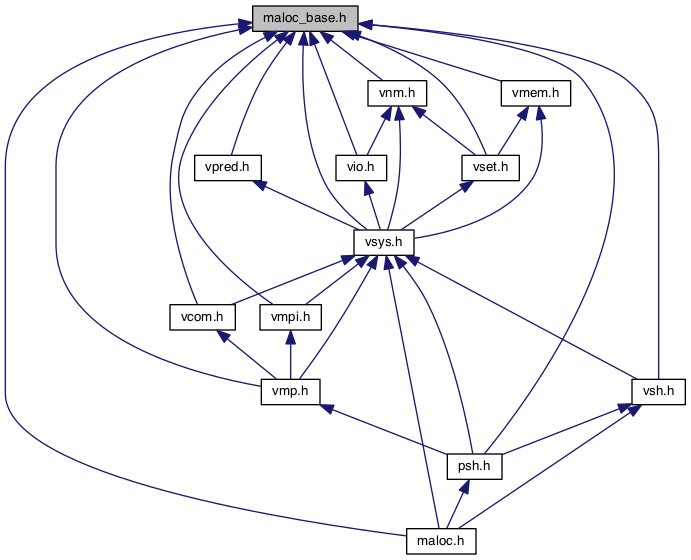 maloc_base.h
vnm.h
vmem.h
vpred.h
vio.h
vset.h
vsys.h
vcom.h
vmpi.h
vmp.h
vsh.h
psh.h
maloc.h